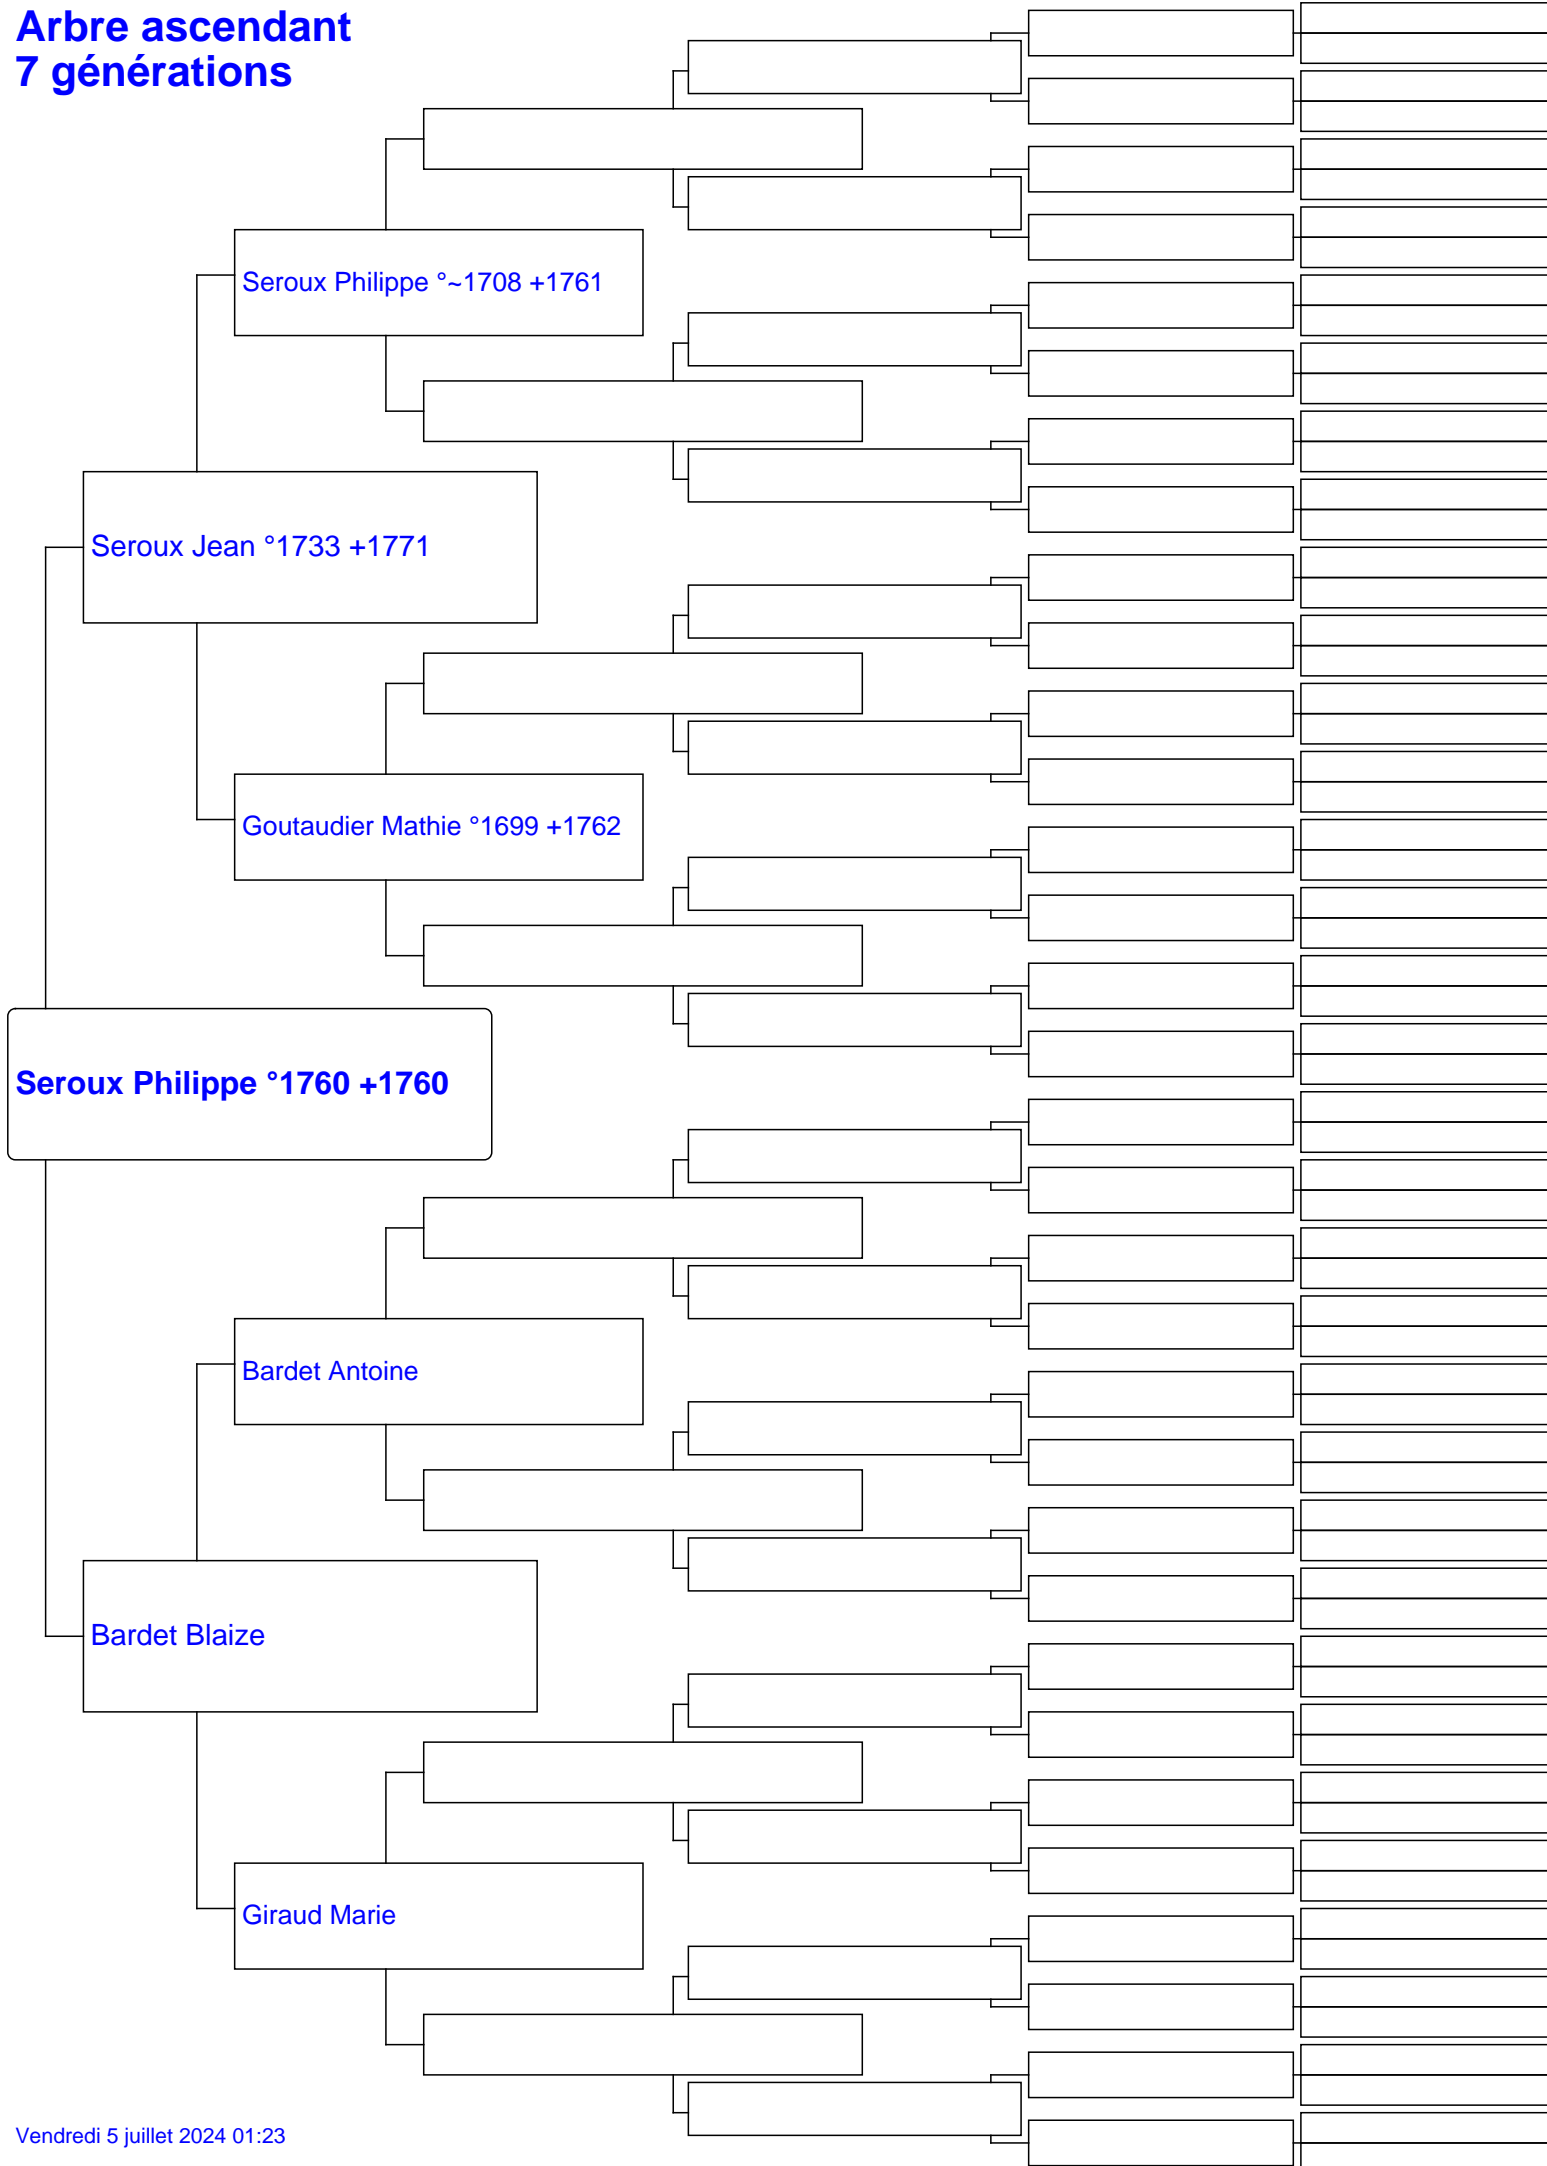 Arbre ascendant
7 générations
Seroux Philippe °~1708 +1761
Seroux Jean °1733 +1771
Goutaudier Mathie °1699 +1762
Seroux Philippe °1760 +1760
Bardet Antoine
Bardet Blaize
Giraud Marie
Vendredi 5 juillet 2024 01:23